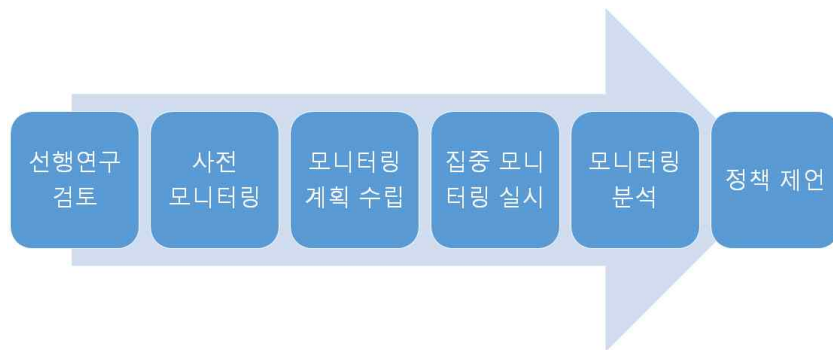 선행연구
검토
사전
모니터링
모니터링
계획 수립
집중 모니
터링 실시
모니터링
분석
정책 제언